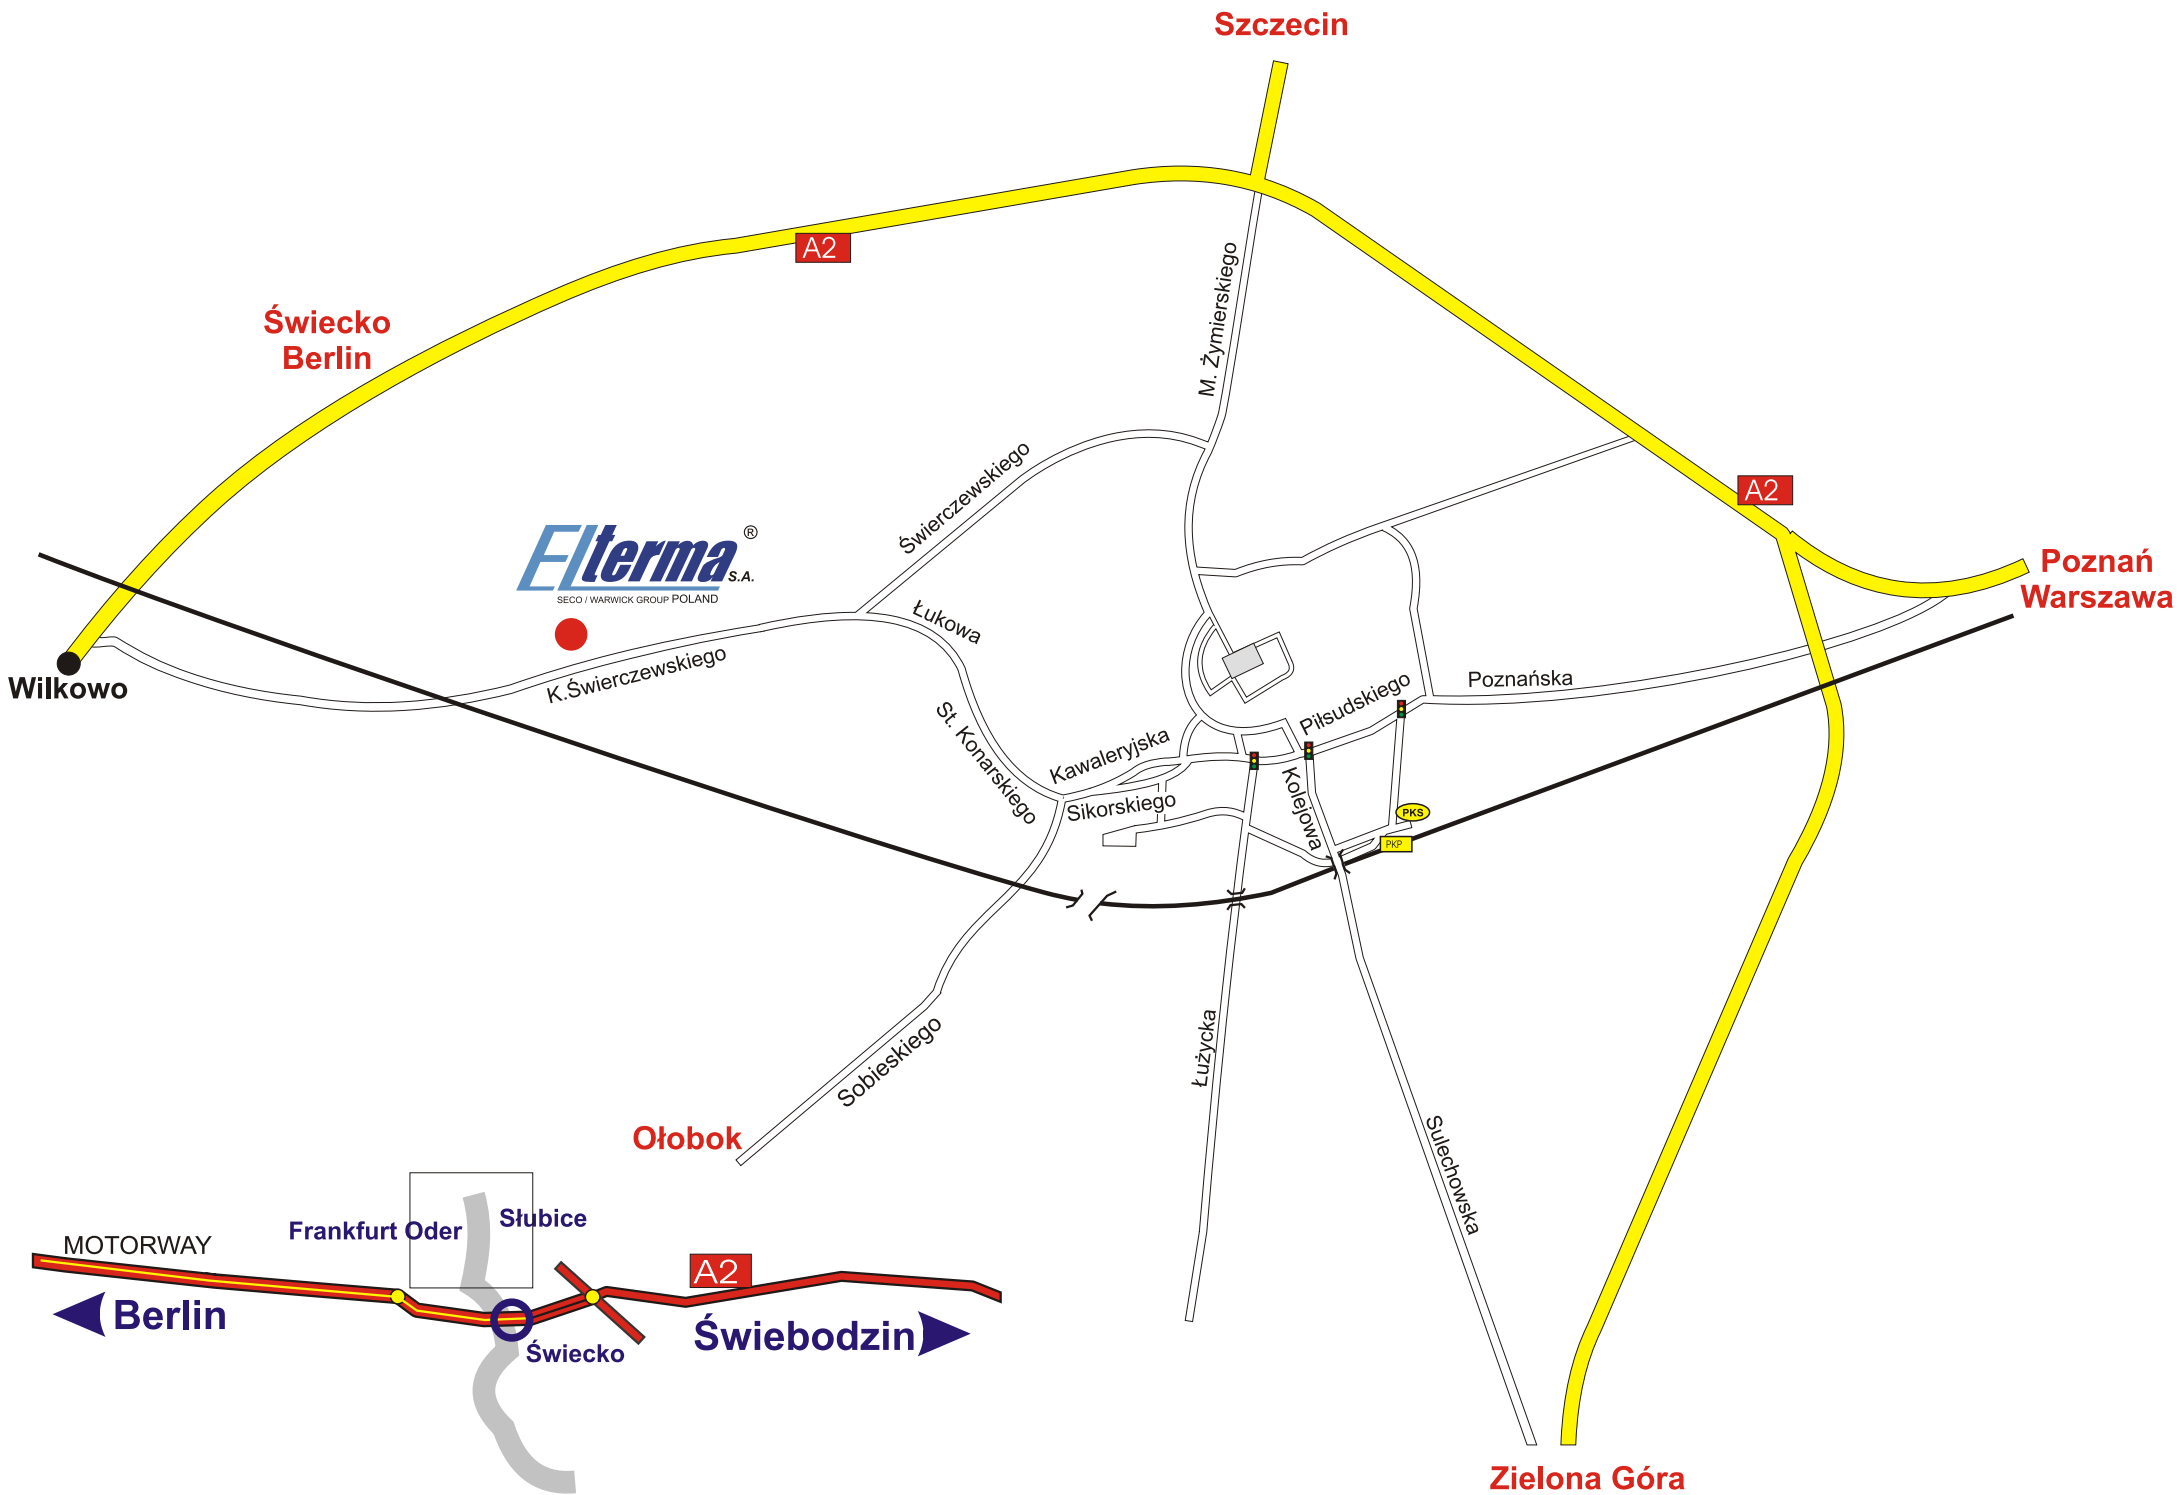 Szczecin
A2
M. Żymierskiego
Świecko
Berlin
Świerczewskiego
A2
Elterma ®
S.A.
SECO / WARWICK GROUP POLAND
Poznań
Warszawa
Łukowa
K.Świerczewskiego
Wilkowo
Poznańska
Piłsudskiego
St. Konarskiego
Kawaleryjska
Sikorskiego
Kolejowa
PKS
PKP
Łużycka
Sobieskiego
Ołobok
Sulechowska
Słubice
Frankfurt Oder
MOTORWAY
A2
Berlin
Świebodzin
Świecko
Zielona Góra